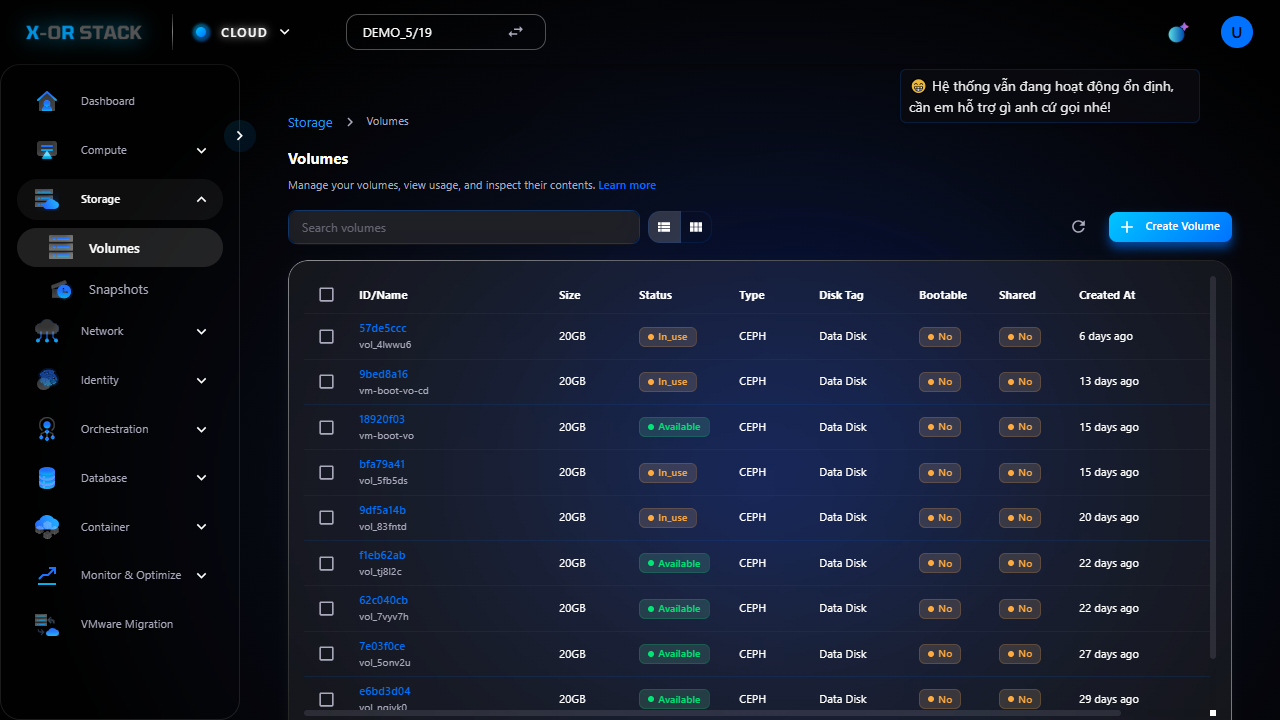 X-OR STACK
CLOUD
DEMO_5/19
U
😁 Hệ thống vẫn đang hoạt động ổn định,
cần em hỗ trợ gì anh cứ gọi nhé!
Dashboard
Compute
Storage
Volumes
Snapshots
Network
Identity
Orchestration
Database
Container
Monitor & Optimize
VMware Migration
Storage > Volumes
Volumes
Manage your volumes, view usage, and inspect their contents. Learn more
Search volumes
Create Volume
ID/Name Size Status Type Disk Tag Bootable Shared Created At
57de5ccc
vol_4lwwu6
20GB In_use CEPH Data Disk No No 6 days ago
9bed8a16
vm-boot-vo-cd
20GB In_use CEPH Data Disk No No 13 days ago
18920f03
vm-boot-vo
20GB Available CEPH Data Disk No No 15 days ago
bfa79a41
vol_5fb5ds
20GB In_use CEPH Data Disk No No 15 days ago
9df5a14b
vol_83fntd
20GB In_use CEPH Data Disk No No 20 days ago
f1eb62ab
vol_tj8l2c
20GB Available CEPH Data Disk No No 22 days ago
62c040cb
vol_7vyv7h
20GB Available CEPH Data Disk No No 22 days ago
7e03f0ce
vol_5onv2u
20GB Available CEPH Data Disk No No 27 days ago
e6bd3d04
20GB Available CEPH Data Disk No No 29 days ago